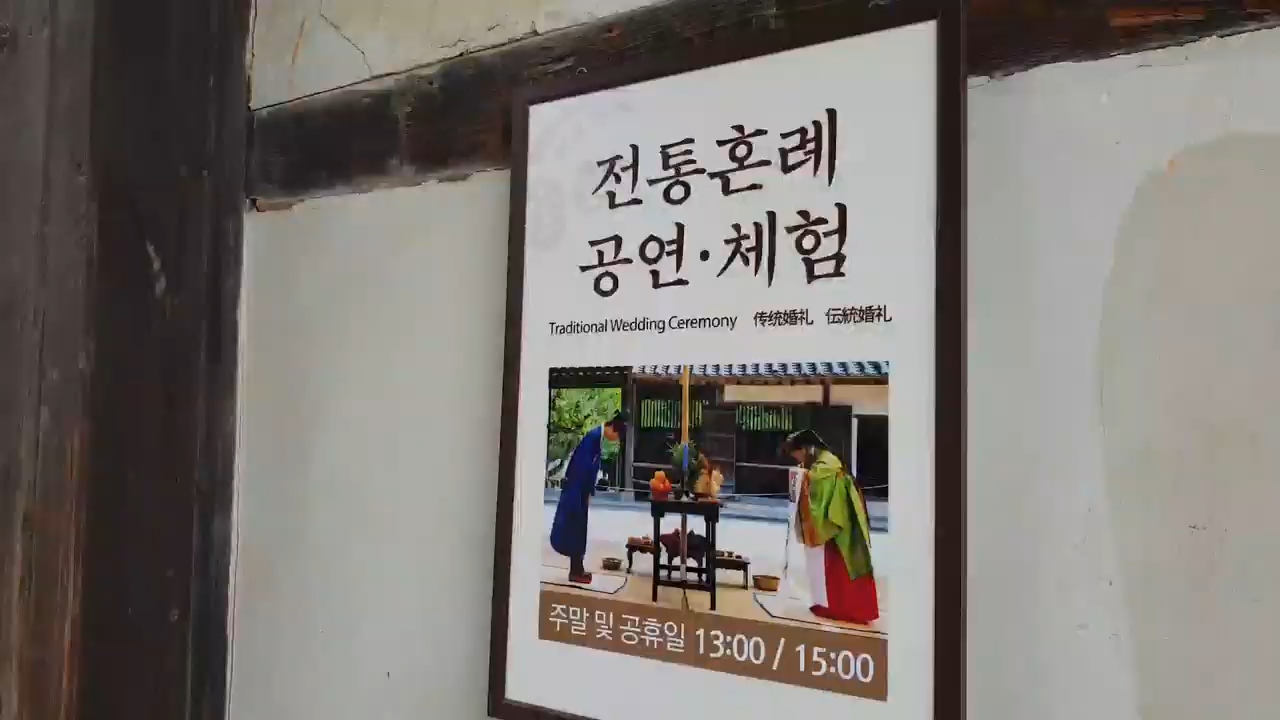 전통혼례
공연·체험
Traditional Wedding Ceremony 传统婚礼 伝統婚礼
주말 및 공휴일 13:00 / 15:00